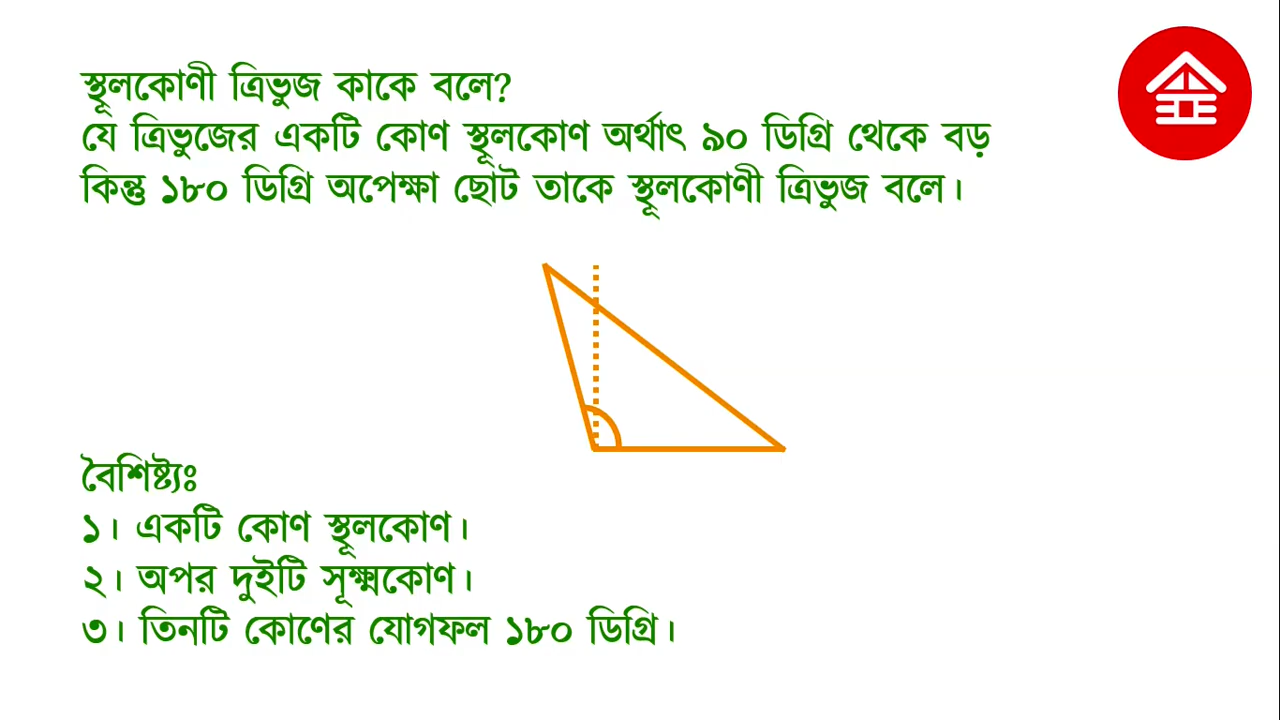 স্থূলকোণী ত্রিভুজ কাকে বলে?
যে ত্রিভুজের একটি কোণ স্থূলকোণ অর্থাৎ ৯০ ডিগ্রি থেকে বড়
কিন্তু ১৮০ ডিগ্রি অপেক্ষা ছোট তাকে স্থূলকোণী ত্রিভুজ বলে।
বৈশিষ্ট্যঃ
১। একটি কোণ স্থূলকোণ।
২। অপর দুইটি সূক্ষ্মকোণ।
৩। তিনটি কোণের যোগফল ১৮০ ডিগ্রি।